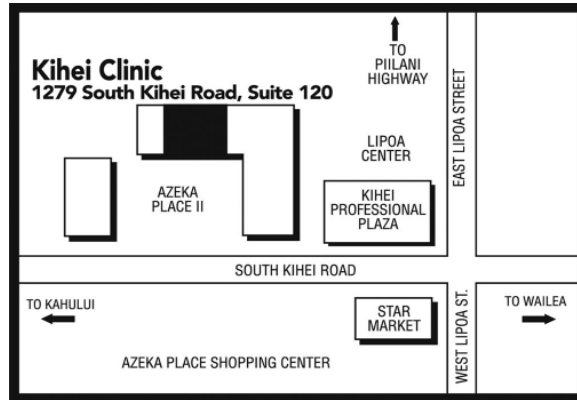 Kihei Clinic
1279 South Kihei Road, Suite 120
TO
PIILANI
HIGHWAY
LIPOA
CENTER
EAST LIPOA STREET
AZEKA
PLACE II
KIHEI
PROFESSIONAL
PLAZA
SOUTH KIHEI ROAD
TO KAHULUI
STAR
MARKET
WEST LIPOA ST.
TO WAILEA
AZEKA PLACE SHOPPING CENTER